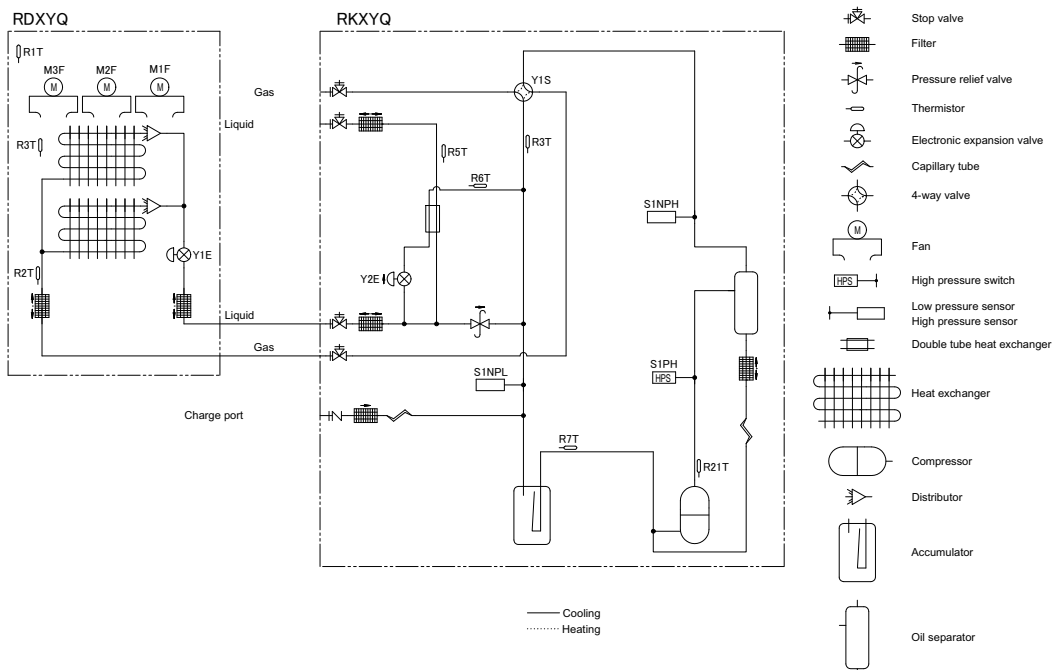 RDXYQ
R1T
M3F
M2F
M1F
M
M
M
R3T
R2T
Y1E
Gas
Liquid
Liquid
Gas
Charge port
RKXYQ
Y1S
R5T
R3T
R6T
S1NPH
Y2E
S1NPL
S1PH
HPS
R7T
R21T
Cooling
Heating
Stop valve
Filter
Pressure relief valve
Thermistor
Electronic expansion valve
Capillary tube
4-way valve
M
Fan
HPS
High pressure switch
Low pressure sensor
High pressure sensor
Double tube heat exchanger
Heat exchanger
Compressor
Distributor
Accumulator
Oil separator